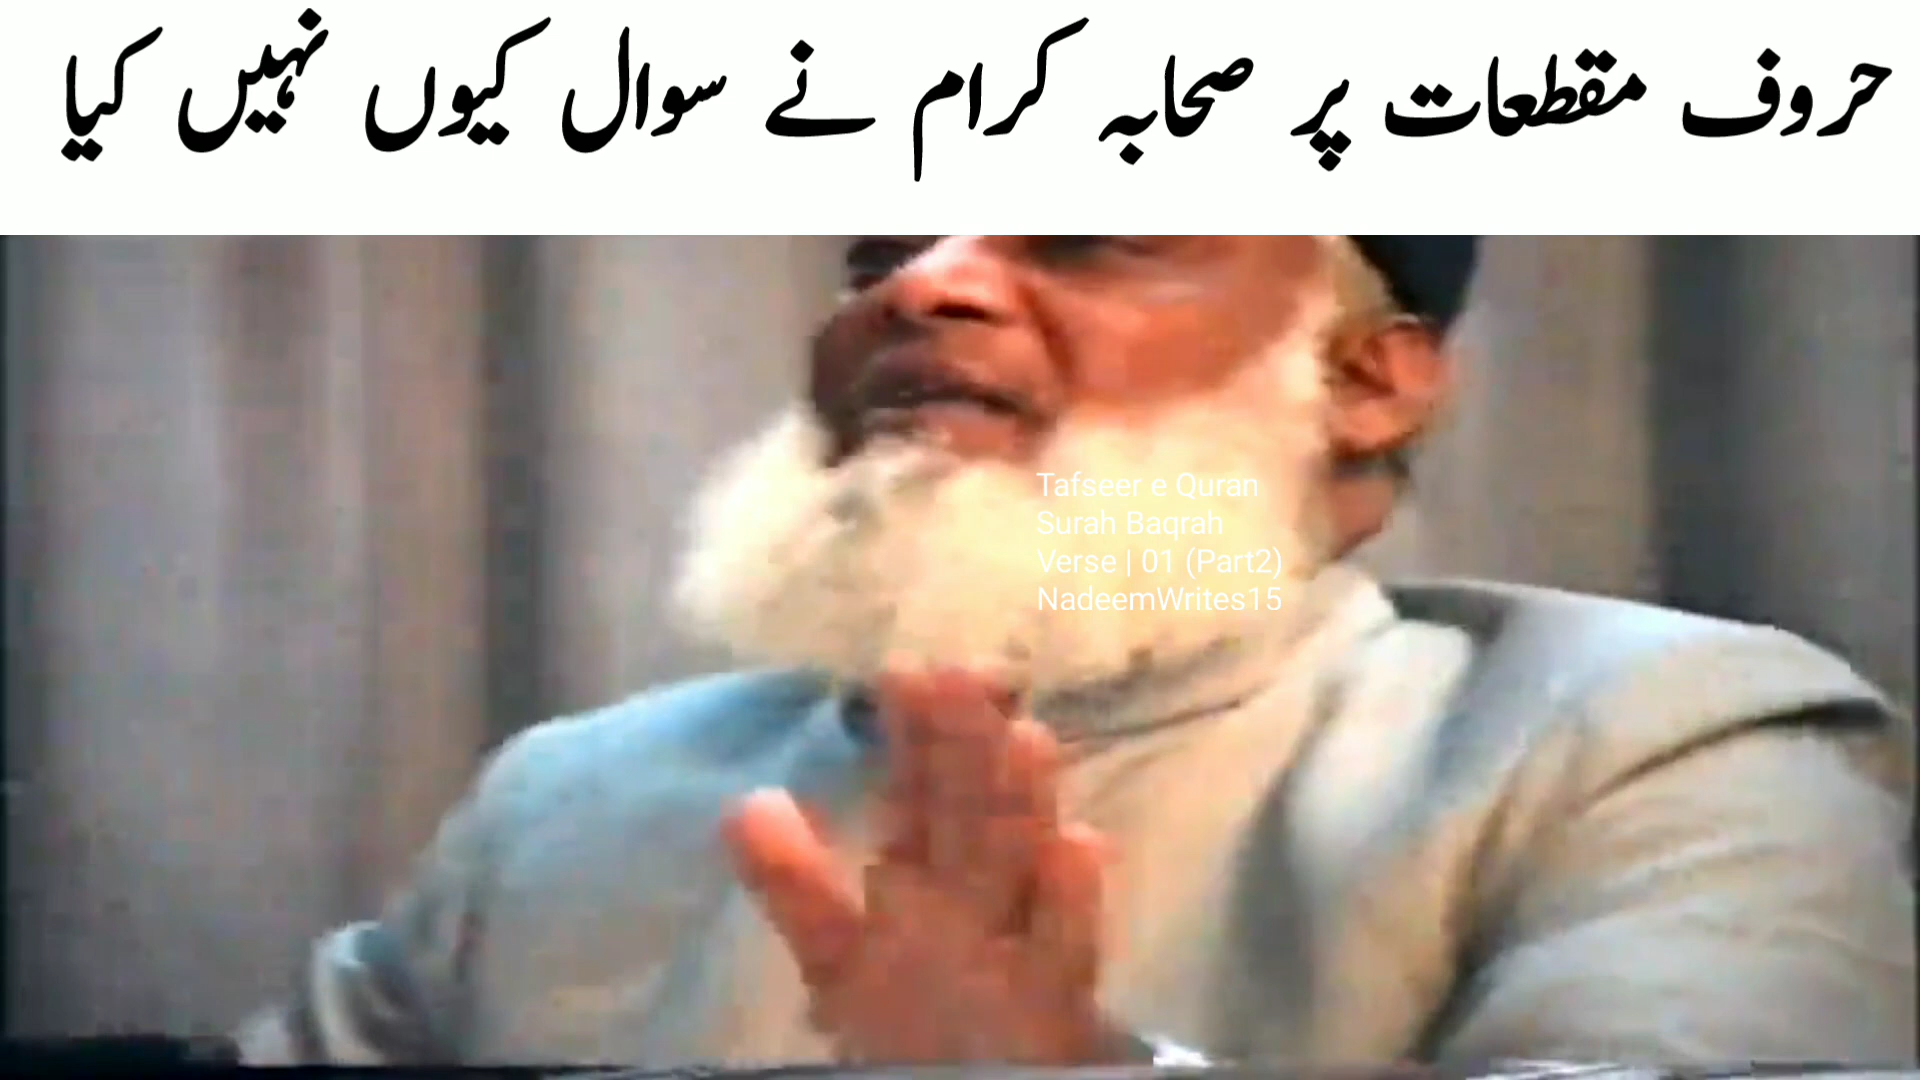 حروف مقطعات پر صحابہ کرام نے سوال کیوں نہیں کیا
Tafseer e Quran
Surah Baqrah
Verse | 01 (Part2)
NadeemWrites15